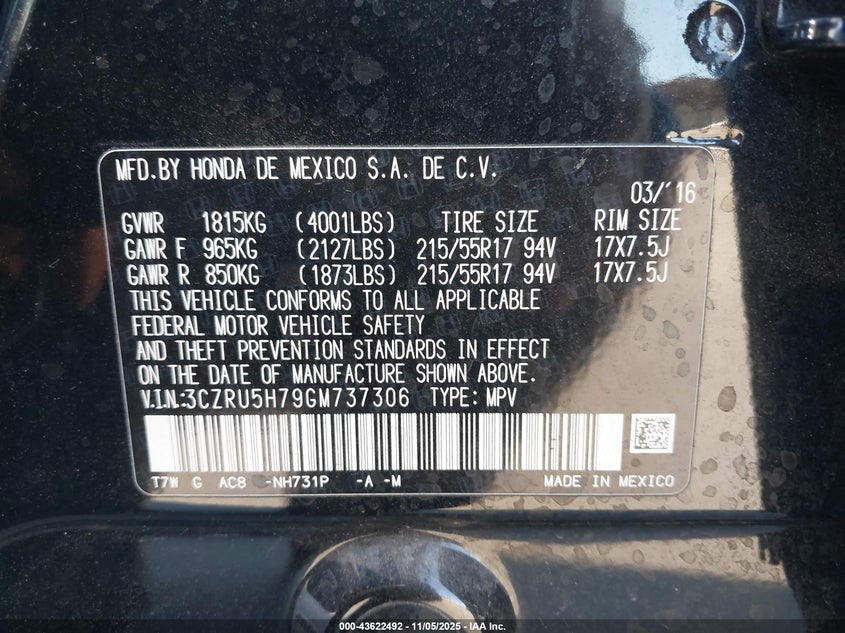 MFD.BY HONDA DE MEXICO S.A. DE C.V.
03/'16
GVWR 1815KG (4001LBS) TIRE SIZE RIM SIZE
GAWR F 965KG (2127LBS) 215/55R17 94V 17X7.5J
GAWR R 850KG (1873LBS) 215/55R17 94V 17X7.5J
THIS VEHICLE CONFORMS TO ALL APPLICABLE
FEDERAL MOTOR VEHICLE SAFETY
AND THEFT PREVENTION STANDARDS IN EFFECT
ON THE DATE OF MANUFACTURE SHOWN ABOVE.
V.I.N.:3CZRU5H79GM737306 TYPE: MPV
T7W G AC8 -NH731P -A -M MADE IN MEXICO
000-43622492 - 11/05/2025 - IAA Inc.